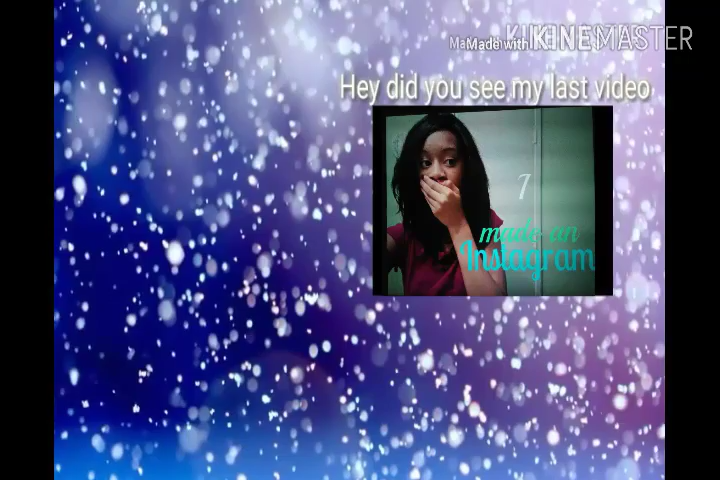 Made with KINEMASTER
Hey did you see my last video
I
made an
Instagram